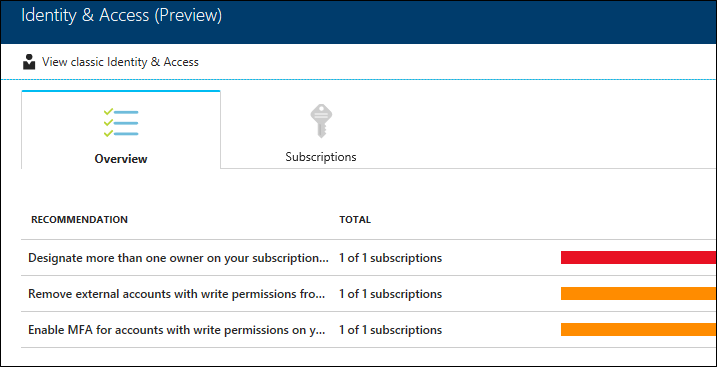 Identity & Access (Preview)
View classic Identity & Access
Overview
Subscriptions
RECOMMENDATION TOTAL
Designate more than one owner on your subscription... 1 of 1 subscriptions
Remove external accounts with write permissions fro... 1 of 1 subscriptions
Enable MFA for accounts with write permissions on y... 1 of 1 subscriptions